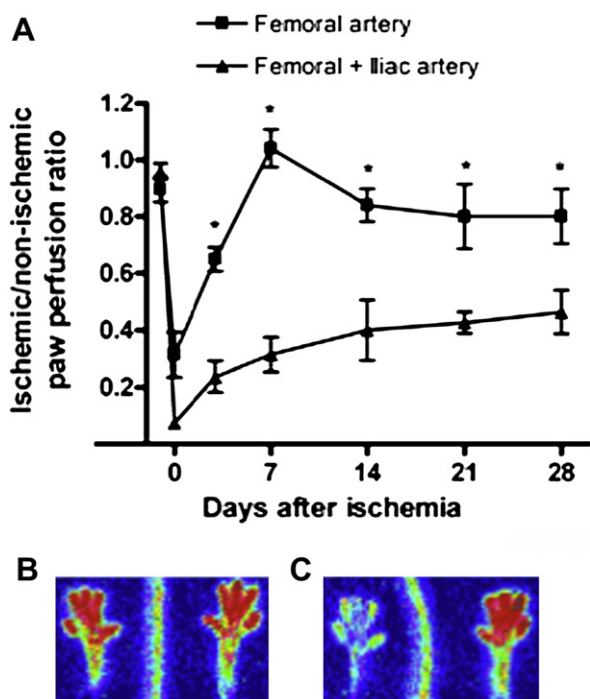 A
Femoral artery
Femoral + Iliac artery
Ischemic/non-ischemic
paw perfusion ratio
1.2
1.0
0.8
0.6
0.4
0.2
* * * * *
0 7 14 21 28
Days after ischemia
B C